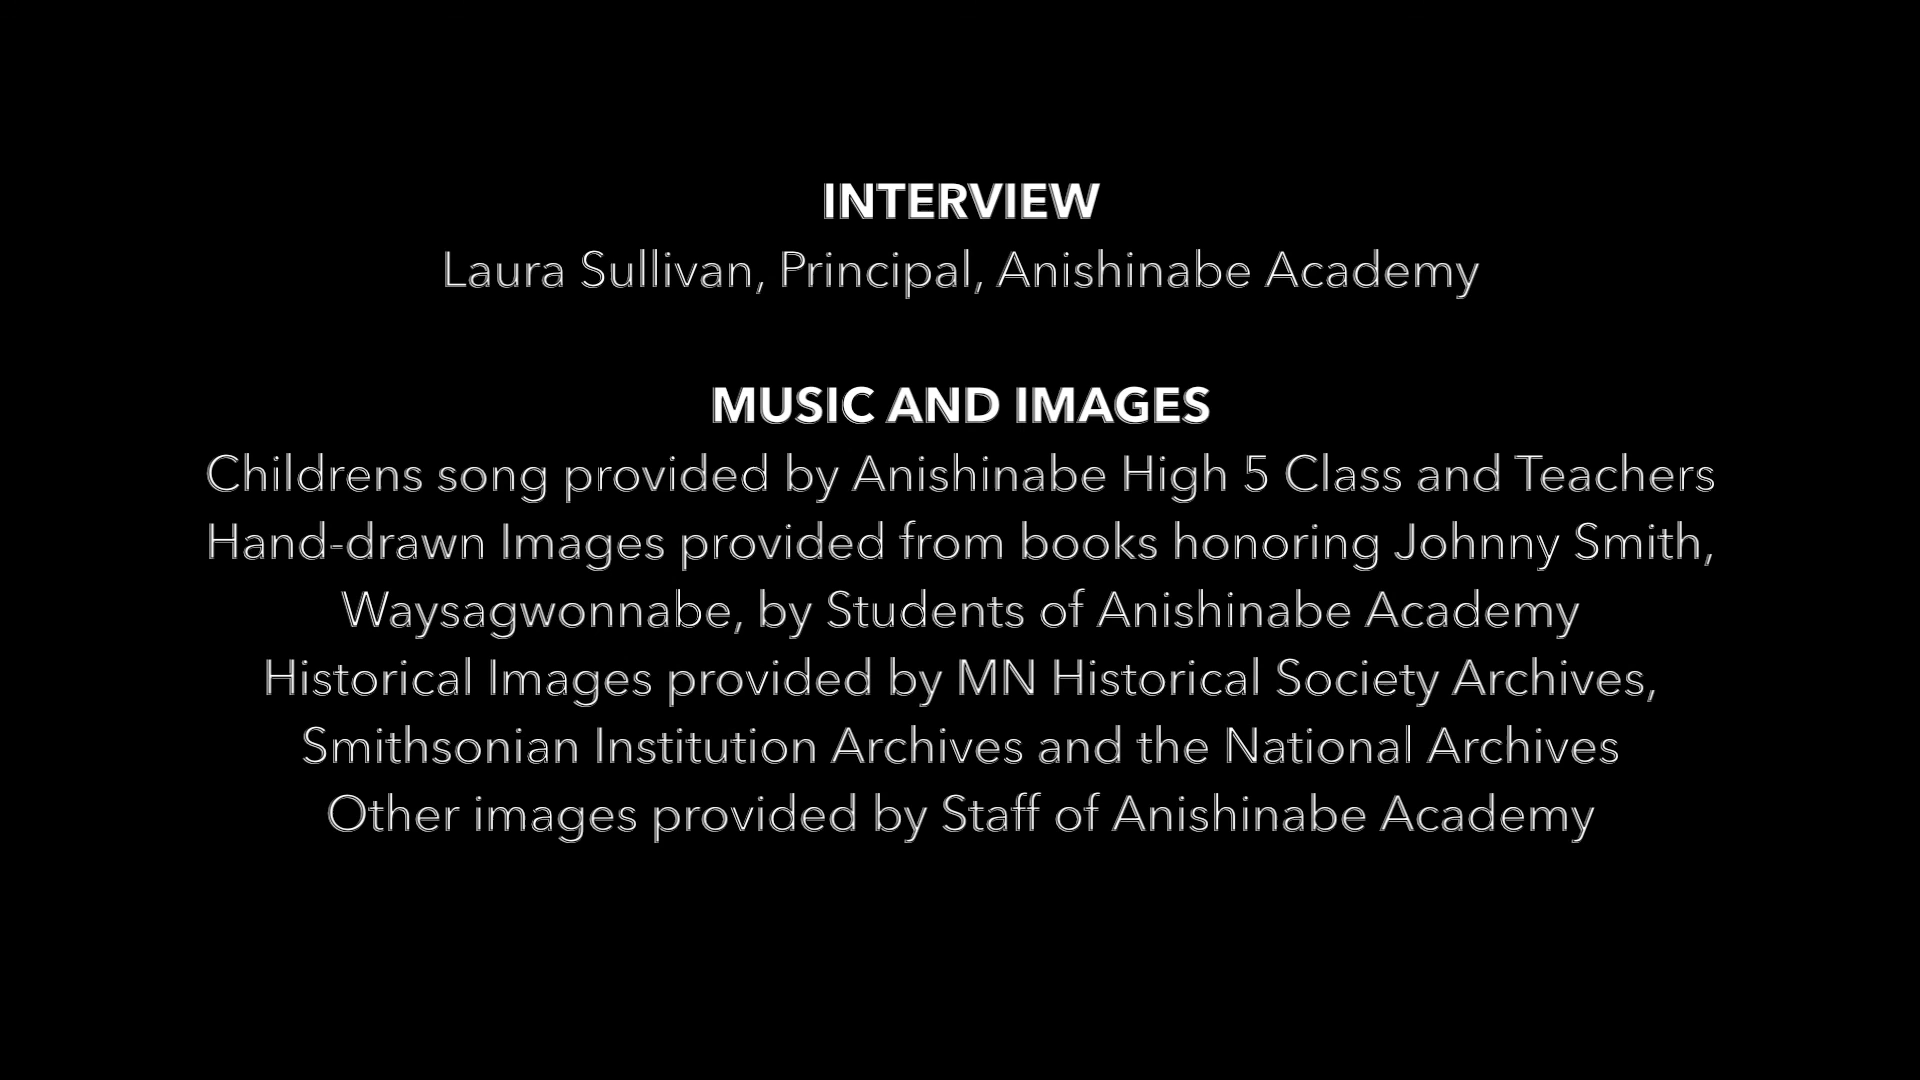 INTERVIEW
Laura Sullivan, Principal, Anishinabe Academy
MUSIC AND IMAGES
Childrens song provided by Anishinabe High 5 Class and Teachers
Hand-drawn Images provided from books honoring Johnny Smith,
Waysagwonnabe, by Students of Anishinabe Academy
Historical Images provided by MN Historical Society Archives,
Smithsonian Institution Archives and the National Archives
Other images provided by Staff of Anishinabe Academy